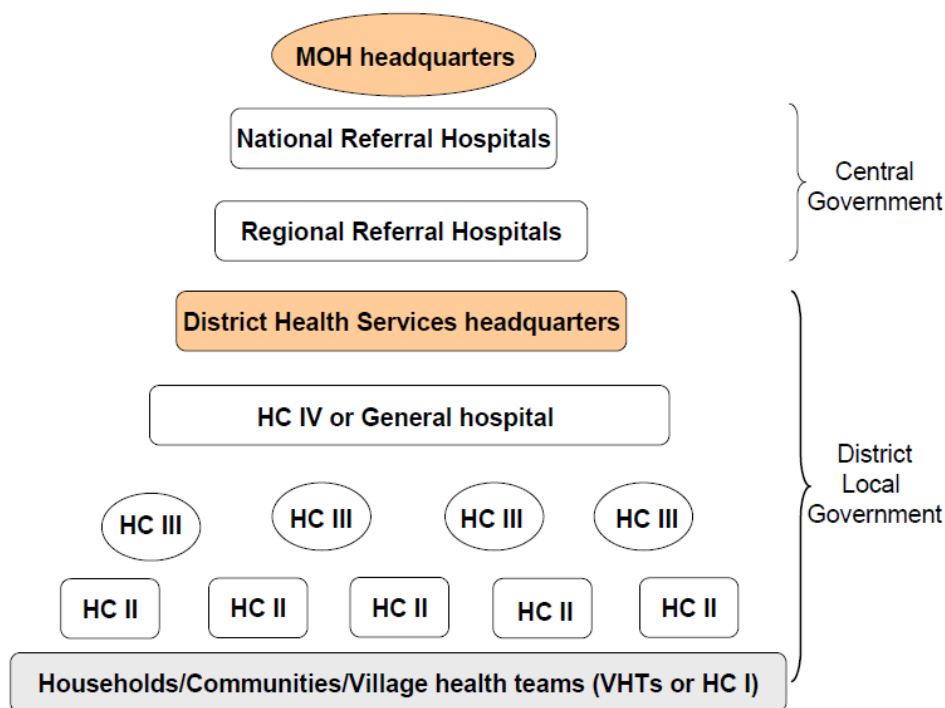 MOH headquarters
National Referral Hospitals
Central
Government
Regional Referral Hospitals
District Health Services headquarters
HC IV or General hospital
District
Local
Government
HC III HC III HC III HC III
HC II HC II HC II HC II HC II
Households/Communities/Village health teams (VHTs or HC I)